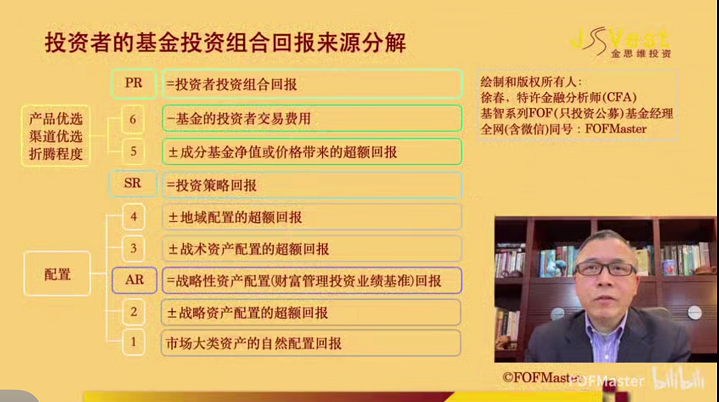 投资者的基金投资组合回报来源分解
JSVest
金思维投资
PR
=投资者投资组合回报
产品优选
渠道优选
折腾程度
6
−基金的投资者交易费用
5
±成分基金净值或价格带来的超额回报
SR
=投资策略回报
配置
4
±地域配置的超额回报
3
±战术资产配置的超额回报
AR
=战略性资产配置(财富管理投资业绩基准)回报
2
±战略资产配置的超额回报
1
市场大类资产的自然配置回报
绘制和版权所有人：
徐春、特许金融分析师(CFA)
基智系列FOF(只投资公募)基金经理
全网(含微信)同号：FOFMaster
©FOFMaster
FOFMaster
bilibili